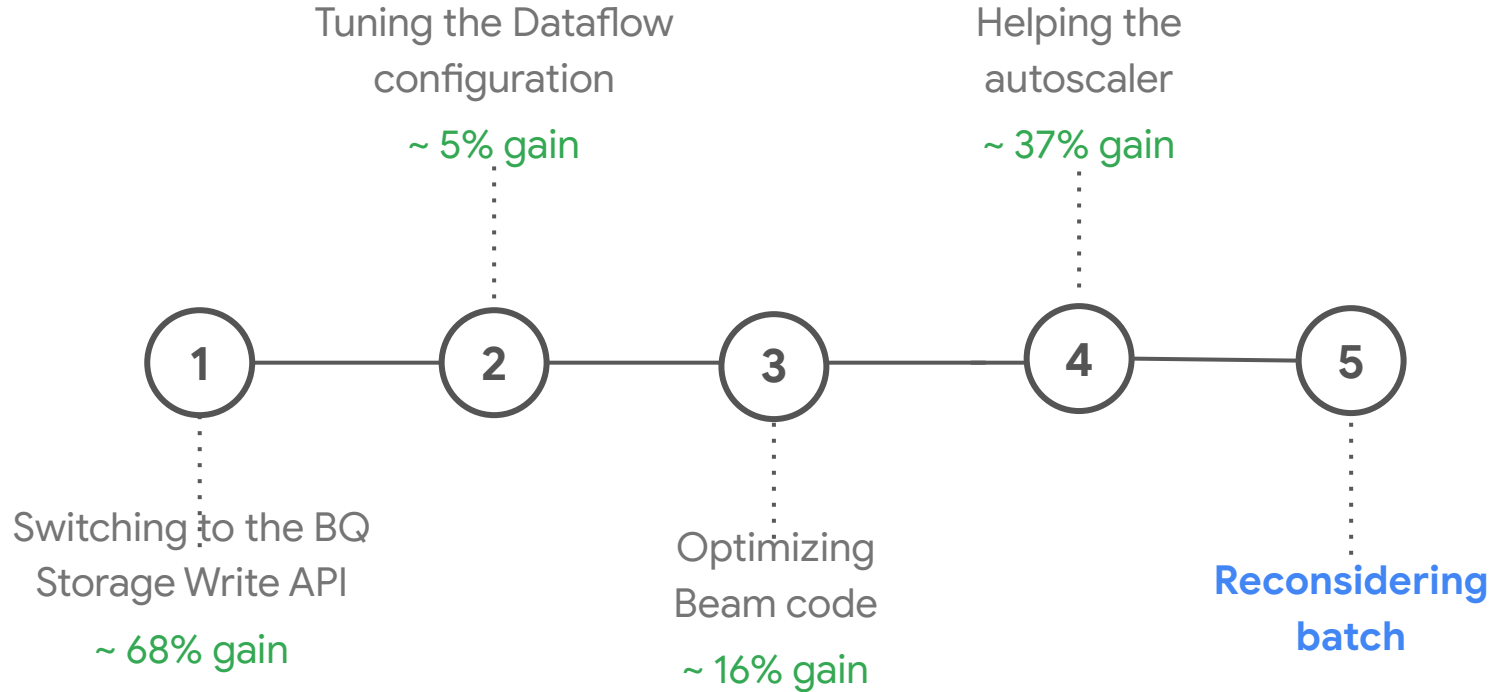 Tuning the Dataflow
configuration
~ 5% gain
Helping the
autoscaler
~ 37% gain
1
2
3
4
5
Switching to the BQ
Storage Write API
~ 68% gain
Optimizing
Beam code
~ 16% gain
Reconsidering
batch